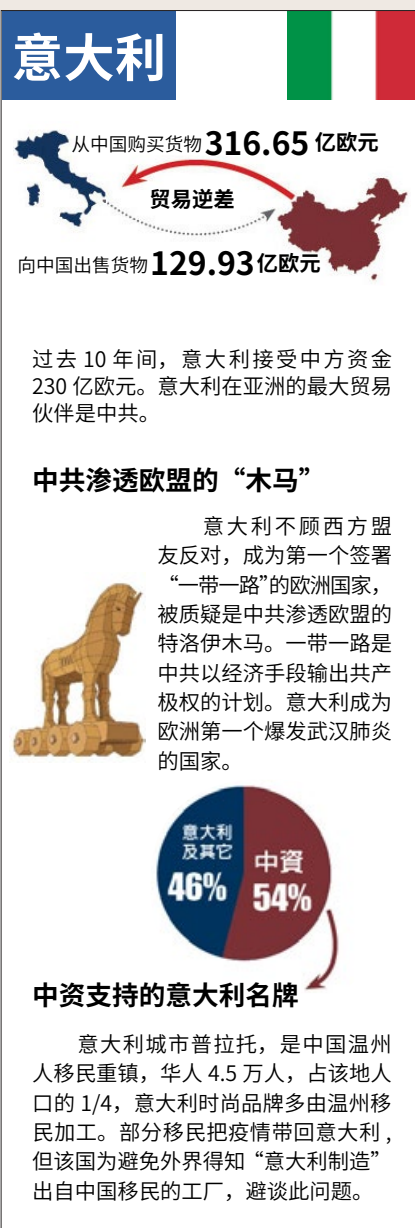 意大利
从中国购买货物316.65亿欧元
贸易逆差
向中国出售货物129.93亿欧元
过去 10 年间，意大利接受中方资金
230 亿欧元。意大利在亚洲的最大贸易
伙伴是中共。
中共渗透欧盟的“木马”
意大利不顾西方盟
友反对，成为第一个签署
“一带一路”的欧洲国家，
被质疑是中共渗透欧盟的
特洛伊木马。一带一路是
中共以经济手段输出共产
极权的计划。意大利成为
欧洲第一个爆发武汉肺炎
的国家。
意大利
及其它
46%
中資
54%
中资支持的意大利名牌
意大利城市普拉托，是中国温州
人移民重镇，华人 4.5 万人，占该地人
口的 1/4，意大利时尚品牌多由温州移
民加工。部分移民把疫情带回意大利 ,
但该国为避免外界得知“意大利制造”
出自中国移民的工厂，避谈此问题。